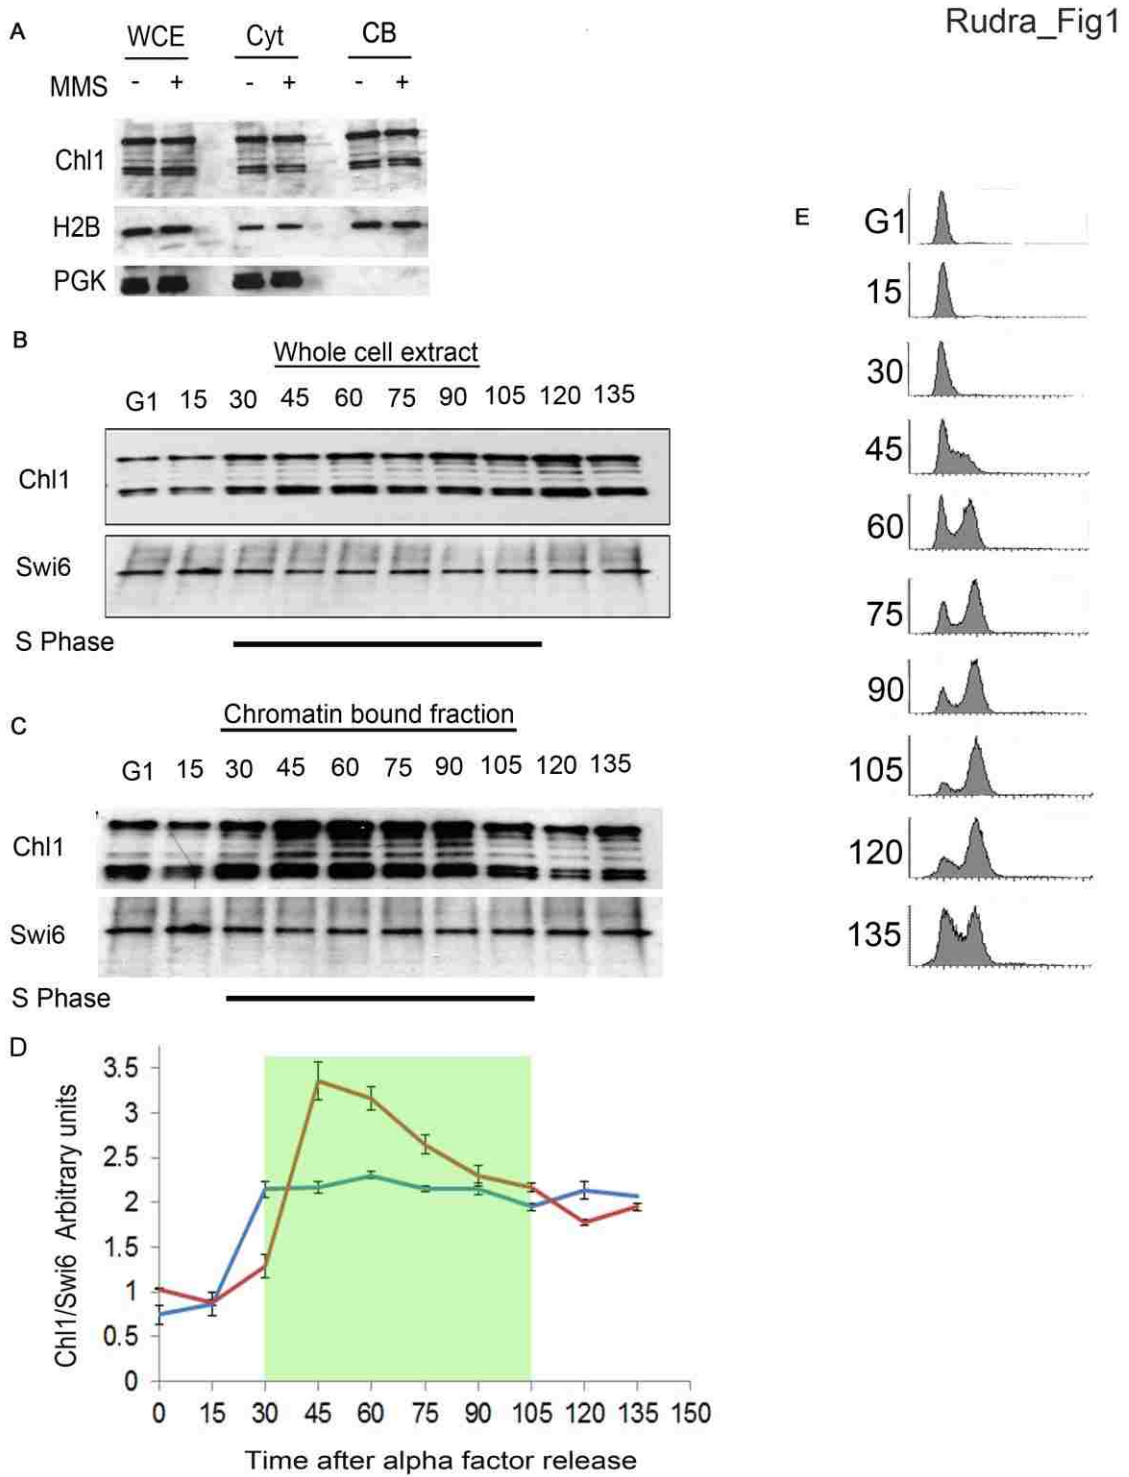 Rudra_Fig1
A
WCE Cyt CB
MMS - + - + - +
Chl1
H2B
PGK
B
Whole cell extract
G1 15 30 45 60 75 90 105 120 135
Chl1
Swi6
S Phase
C
Chromatin bound fraction
G1 15 30 45 60 75 90 105 120 135
Chl1
Swi6
S Phase
D
Chl1/Swi6 Arbitrary units
3.5
3
2.5
2
1.5
1
0.5
0
0 15 30 45 60 75 90 105 120 135 150
Time after alpha factor release
E
G1
15
30
45
60
75
90
105
120
135